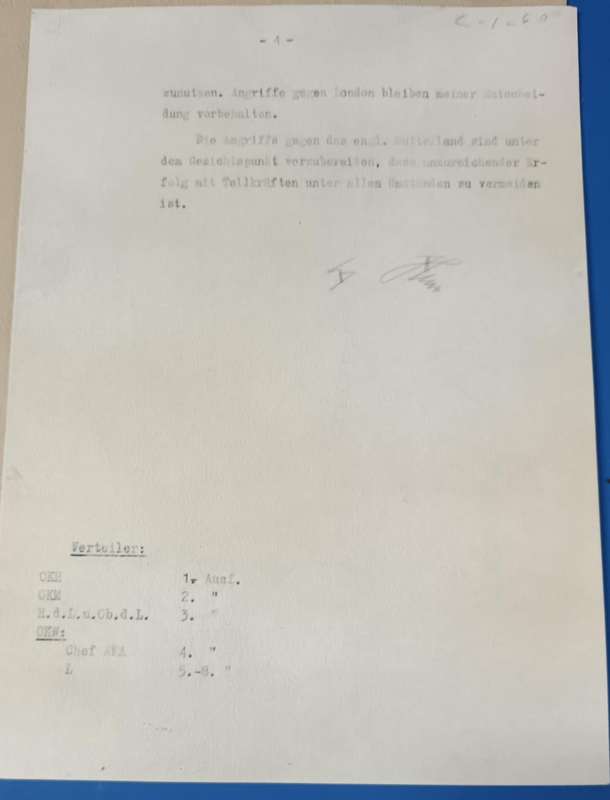 - 4 -
zunutzen. Angriffe gegen London bleiben meiner Entschei-
dung vorbehalten.
Die Angriffe gegen das engl. Mutterland sind unter
dem Gesichtspunkt vorzubereiten, dass unzureichender Er-
folg mit Teilkräften unter allen Umständen zu vermeiden
ist.
Verteiler:
OKH 1. Ausf.
OKM 2. "
R.d.L.u.Ob.d.L. 3. "
OKW:
Chef WFA 4. "
L 5.-8. "